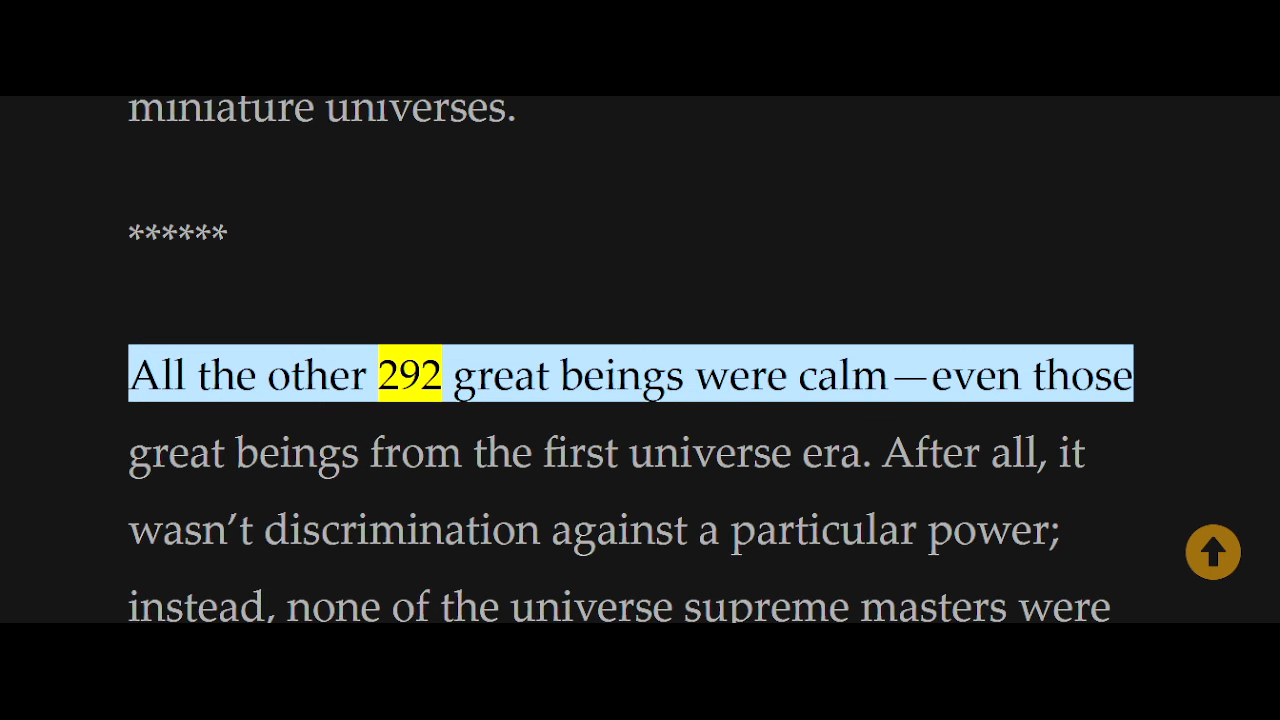 miniature universes.
******
All the other 292 great beings were calm—even those
great beings from the first universe era. After all, it
wasn’t discrimination against a particular power;
instead, none of the universe supreme masters were